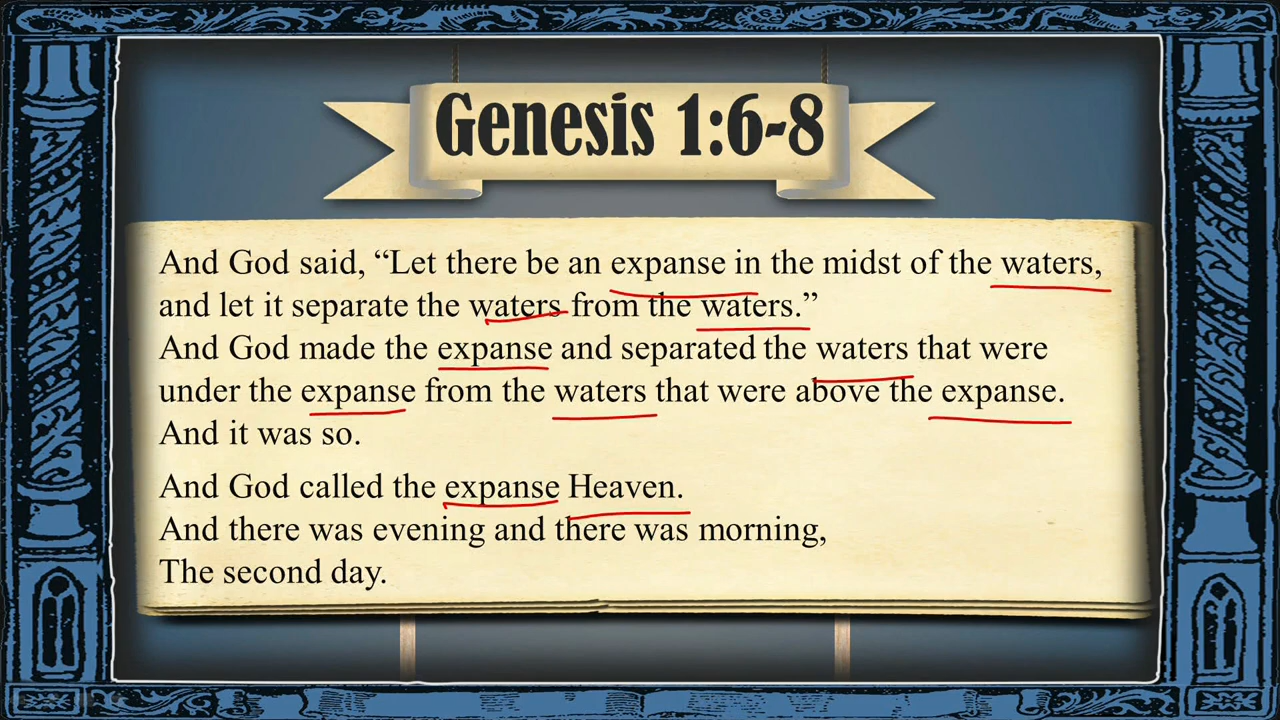 Genesis 1:6-8
And God said, “Let there be an expanse in the midst of the waters,
and let it separate the waters from the waters.”
And God made the expanse and separated the waters that were
under the expanse from the waters that were above the expanse.
And it was so.
And God called the expanse Heaven.
And there was evening and there was morning,
The second day.